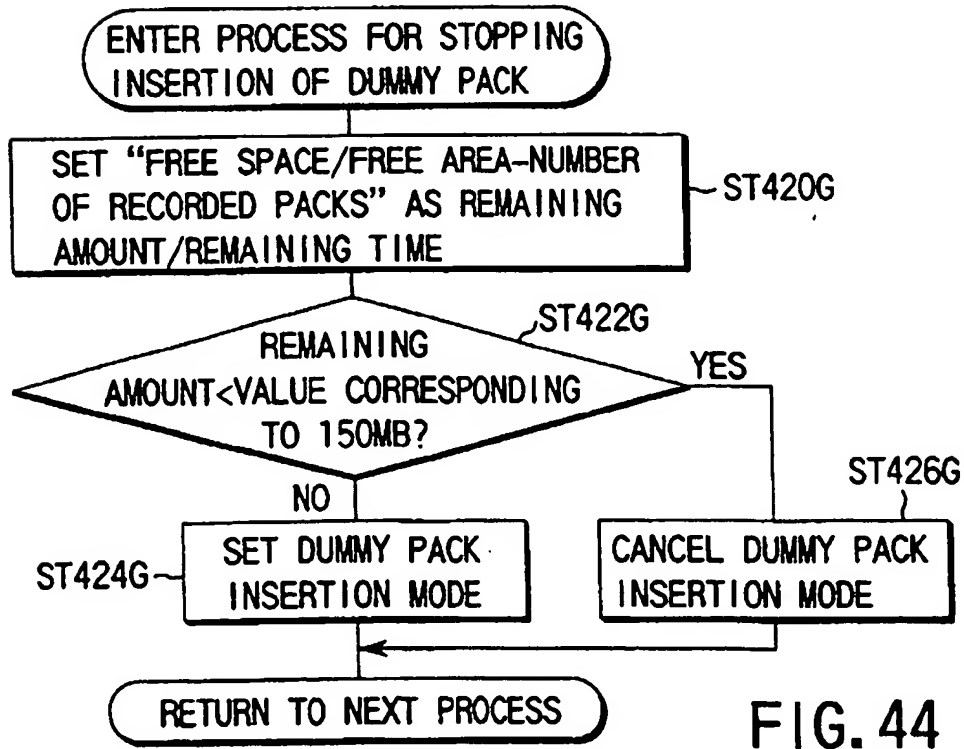 ENTER PROCESS FOR STOPPING
INSERTION OF DUMMY PACK
SET "FREE SPACE/FREE AREA-NUMBER
OF RECORDED PACKS" AS REMAINING
AMOUNT/REMAINING TIME
ST420G
ST422G
REMAINING
AMOUNT<VALUE CORRESPONDING
TO 150MB?
YES
NO
ST426G
ST424G
SET DUMMY PACK
INSERTION MODE
CANCEL DUMMY PACK
INSERTION MODE
RETURN TO NEXT PROCESS
FIG. 44